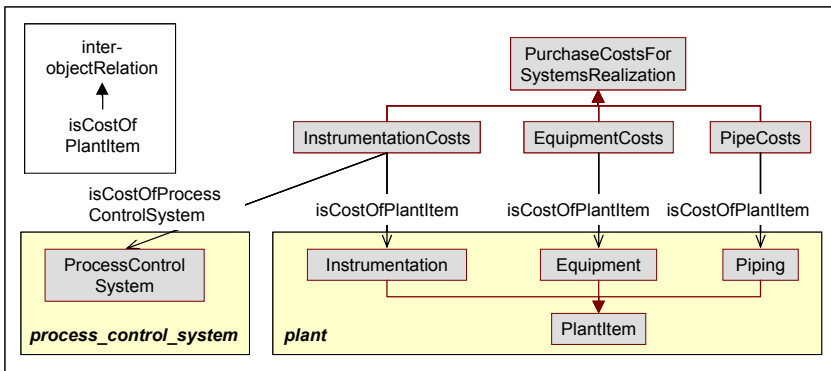 inter-
objectRelation
isCostOf
PlantItem
PurchaseCostsFor
SystemsRealization
InstrumentationCosts
EquipmentCosts
PipeCosts
isCostOfProcess
ControlSystem
isCostOfPlantItem
isCostOfPlantItem
isCostOfPlantItem
ProcessControl
System
process_control_system
Instrumentation
Equipment
Piping
PlantItem
plant